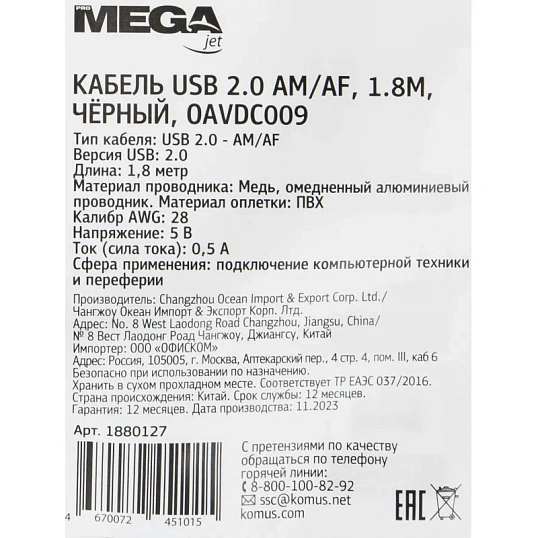 PRO
MEGA
jet
КАБЕЛЬ USB 2.0 AM/AF, 1.8М,
ЧЁРНЫЙ, OAVDC009
Тип кабеля: USB 2.0 - AM/AF
Версия USB: 2.0
Длина: 1,8 метр
Материал проводника: Медь, омедненный алюминиевый
проводник. Материал оплетки: ПВХ
Калибр AWG: 28
Напряжение: 5 В
Ток (сила тока): 0,5 А
Сфера применения: подключение компьютерной техники
и переферии
Производитель: Changzhou Ocean Import & Export Corp. Ltd./
Чангжоу Океан Импорт & Экспорт Корп. Лтд.
Адрес: No. 8 West Laodong Road Changzhou, Jiangsu, China/
№ 8 Вест Лаодонг Роад Чангжоу, Джиангсу, Китай
Импортер: ООО «ОФИСКОМ»
Адрес: Россия, 105005, г. Москва, Аптекарский пер., 4 стр. 4, пом. III, каб 6
Безопасно при использовании по назначению.
Хранить в сухом прохладном месте. Соответствует ТР ЕАЭС 037/2016.
Страна происхождения: Китай. Срок службы: 12 месяцев.
Гарантия: 12 месяцев. Дата производства: 11.2023
Арт. 1880127
4 670072 451015
С претензиями по качеству
обращаться по телефону
горячей линии:
8-800-100-82-92
ssc@komus.net
komus.com
EAC